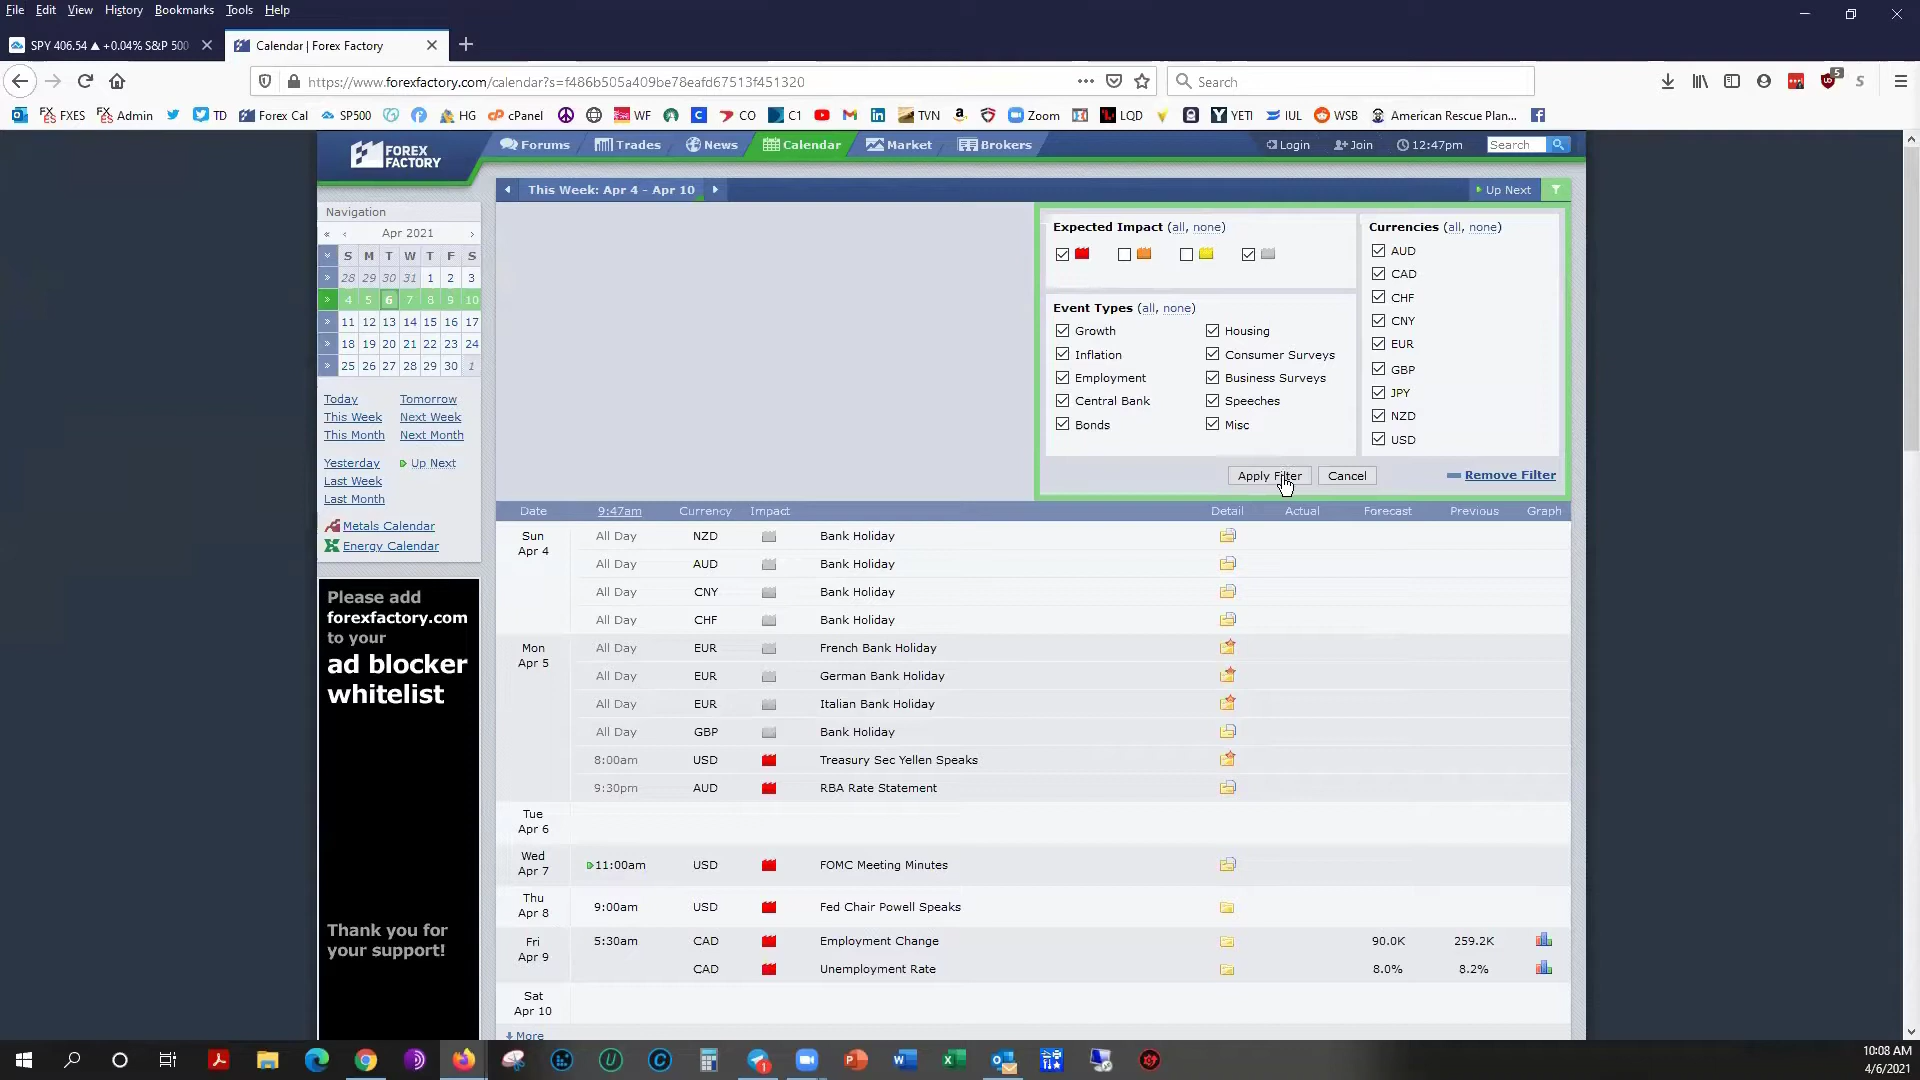 File Edit View History Bookmarks Tools Help
SPY 406.54 ▲ +0.04% S&P 500
Calendar | Forex Factory
https://www.forexfactory.com/calendar?s=f486b505a409be78eafd67513f451320
Search
5
FXES Admin TD Forex Cal SP500 HG cPanel WF CO C1 TVN Zoom LQD YETI IUL WSB American Rescue Plan...
FOREX FACTORY
Forums Trades News Calendar Market Brokers
Login Join 12:47pm Search
This Week: Apr 4 - Apr 10
Up Next
Navigation
« ‹ Apr 2021 ›
S M T W T F S
28 29 30 31 1 2 3
4 5 6 7 8 9 10
11 12 13 14 15 16 17
18 19 20 21 22 23 24
25 26 27 28 29 30 1
Today Tomorrow
This Week Next Week
This Month Next Month
Yesterday Up Next
Last Week
Last Month
Metals Calendar
Energy Calendar
Please add
forexfactory.com
to your
ad blocker
whitelist
Thank you for
your support!
Expected Impact (all, none)
Event Types (all, none)
Growth Housing
Inflation Consumer Surveys
Employment Business Surveys
Central Bank Speeches
Bonds Misc
Currencies (all, none)
AUD
CAD
CHF
CNY
EUR
GBP
JPY
NZD
USD
Apply Filter Cancel Remove Filter
Date 9:47am Currency Impact Detail Actual Forecast Previous Graph
Sun
Apr 4
All Day NZD Bank Holiday
All Day AUD Bank Holiday
All Day CNY Bank Holiday
All Day CHF Bank Holiday
Mon
Apr 5
All Day EUR French Bank Holiday
All Day EUR German Bank Holiday
All Day EUR Italian Bank Holiday
All Day GBP Bank Holiday
8:00am USD Treasury Sec Yellen Speaks
9:30pm AUD RBA Rate Statement
Tue
Apr 6
Wed
Apr 7
11:00am USD FOMC Meeting Minutes
Thu
Apr 8
9:00am USD Fed Chair Powell Speaks
Fri
Apr 9
5:30am CAD Employment Change 90.0K 259.2K
CAD Unemployment Rate 8.0% 8.2%
Sat
Apr 10
More
10:08 AM
4/6/2021